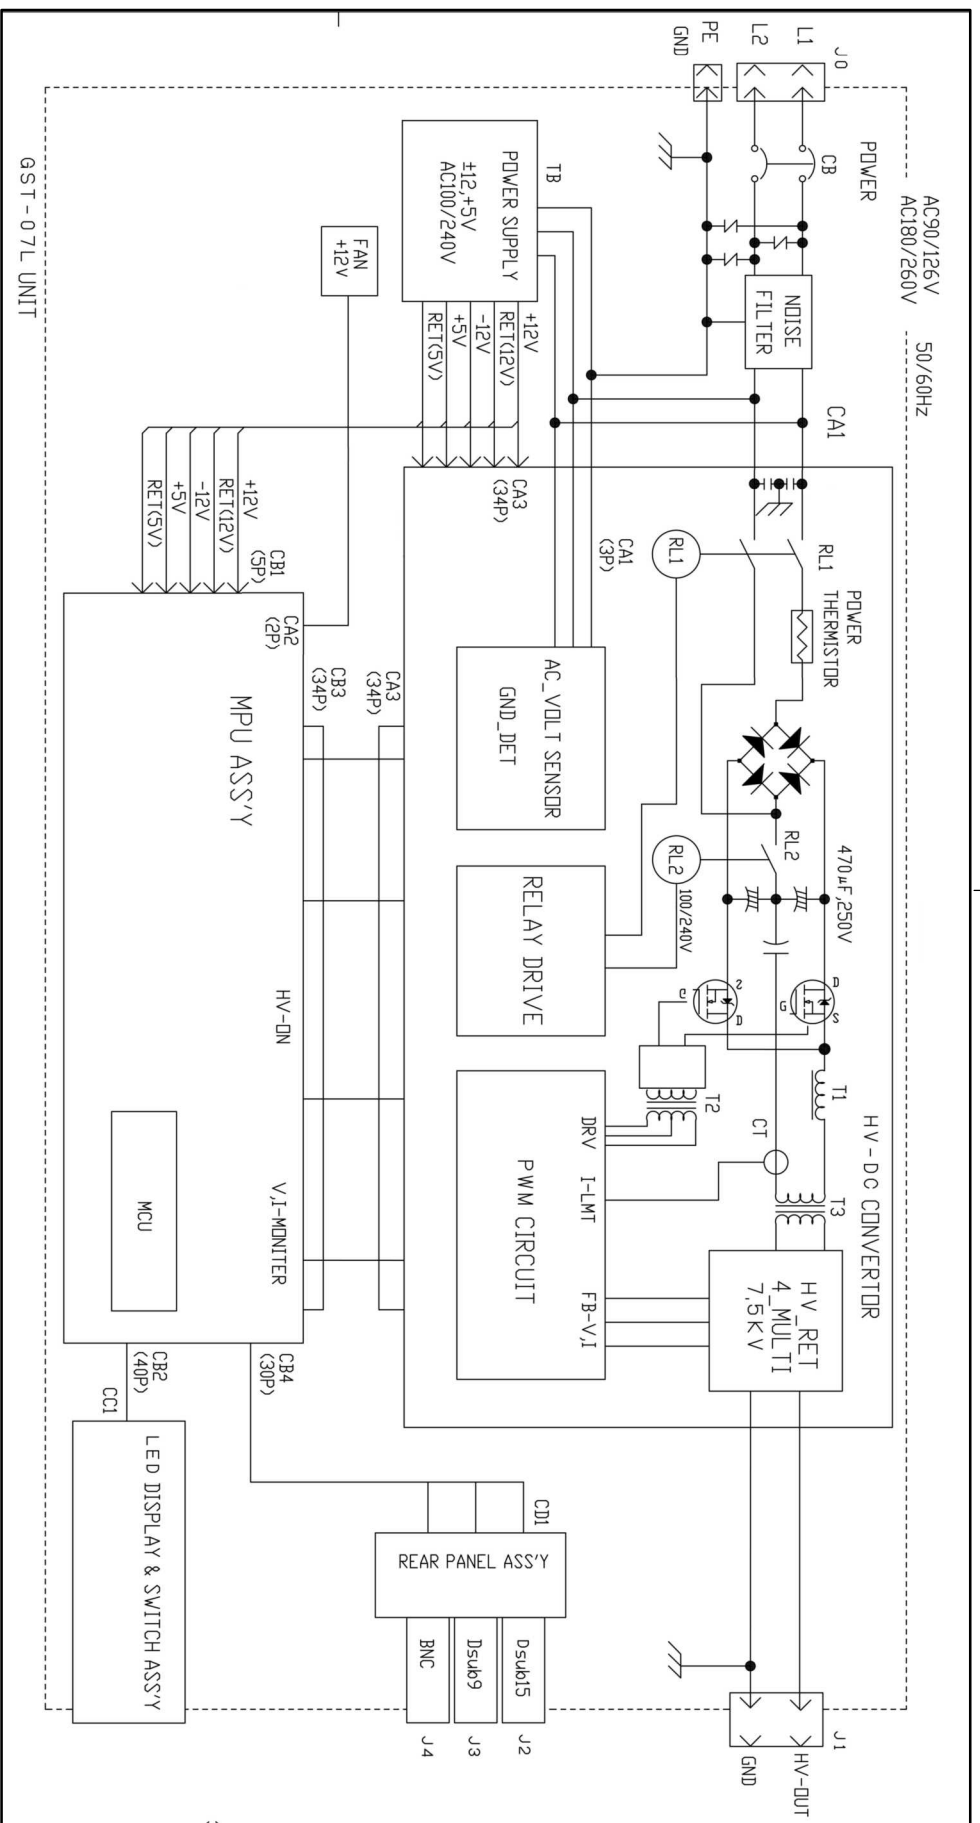 AC90/126V
AC180/260V
50/60Hz
POWER
J0
L1
L2
PE
GND
CB
NOISE
FILTER
CA1
RL1
POWER
THERMISTOR
RL2
470μF,250V
D
S
G
S
D
G
T1
HV-DC CONVERTOR
T3
CT
HV_RET
4_MULTI
7,5KV
J1
HV-OUT
GND
TB
POWER SUPPLY
±12,+5V
AC100/240V
+12V
RET(12V)
-12V
+5V
RET(5V)
CA3
(34P)
CA1
(3P)
RL1
RL2
100/240V
T2
AC_VOLT SENSOR
GND_DET
RELAY DRIVE
DRV
I-LMT
FB-V,I
PWM CIRCUIT
FAN
+12V
+12V
RET(12V)
-12V
+5V
RET(5V)
CB1
(5P)
CA2
(2P)
CA3
(34P)
CB3
(34P)
MPU ASS'Y
HV-ON
V,I-MONITER
MCU
CB4
(30P)
CB2
(40P)
CC1
CD1
REAR PANEL ASS'Y
Dsub15
Dsub9
BNC
J2
J3
J4
LED DISPLAY & SWITCH ASS'Y
GST-07L UNIT